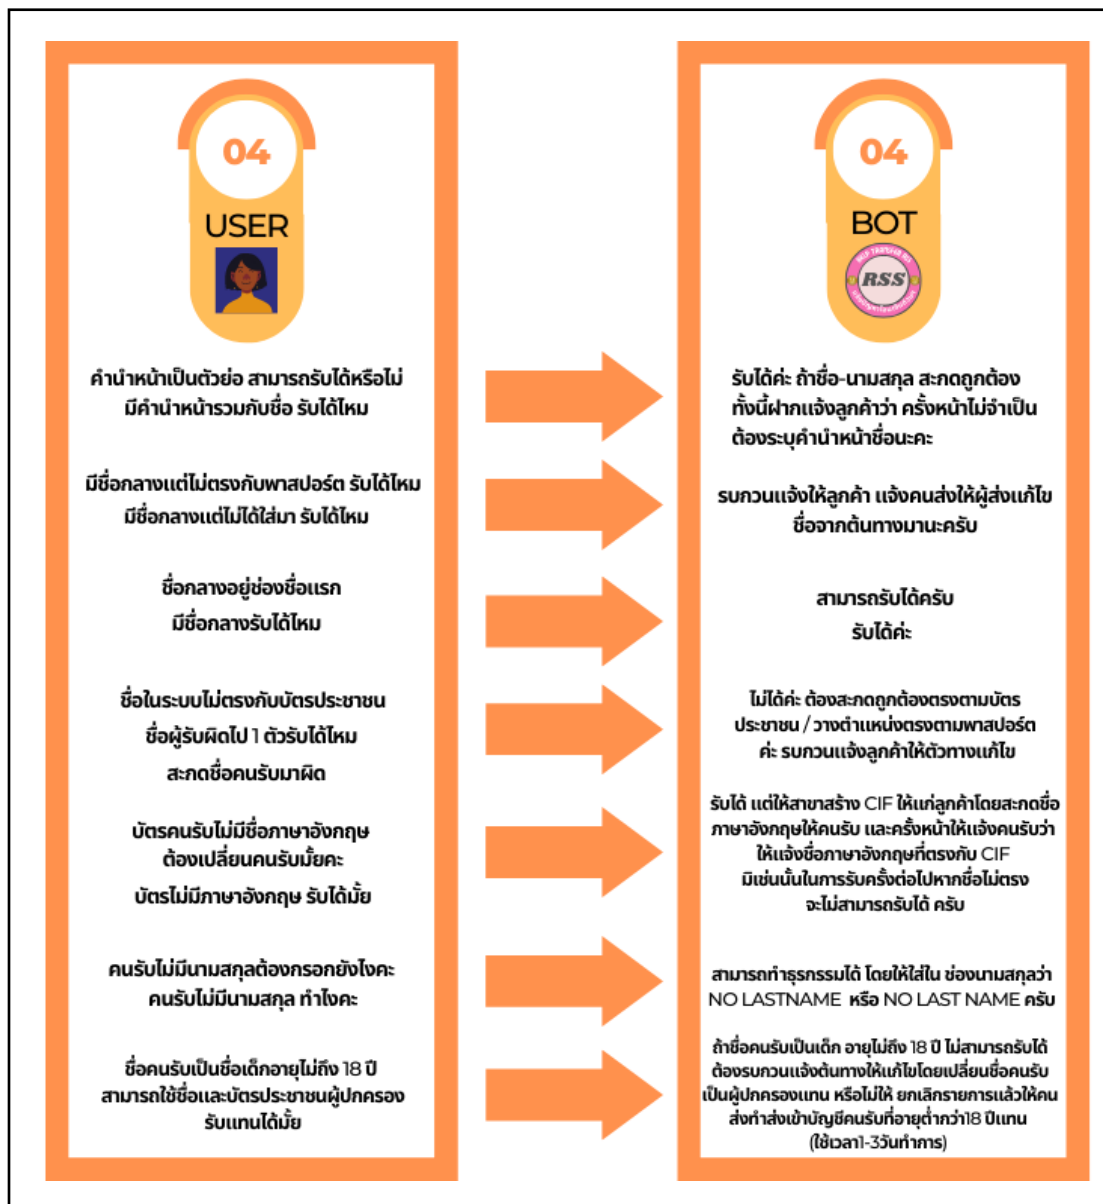 04
USER
คำนำหน้าเป็นตัวย่อ สามารถรับได้หรือไม่
มีคำนำหน้ารวมกับชื่อ รับได้ไหม
มีชื่อกลางแต่ไม่ตรงกับพาสปอร์ต รับได้ไหม
มีชื่อกลางแต่ไม่ได้ใส่มา รับได้ไหม
ชื่อกลางอยู่ช่องชื่อแรก
มีชื่อกลางรับได้ไหม
ชื่อในระบบไม่ตรงกับบัตรประชาชน
ชื่อผู้รับผิดไป 1 ตัวรับได้ไหม
สะกดชื่อคนรับมาผิด
บัตรคนรับไม่มีชื่อภาษาอังกฤษ
ต้องเปลี่ยนคนรับมั้ยคะ
บัตรไม่มีภาษาอังกฤษ รับได้มั้ย
คนรับไม่มีนามสกุลต้องกรอกยังไงคะ
คนรับไม่มีนามสกุล ทำไงคะ
ชื่อคนรับเป็นชื่อเด็กอายุไม่ถึง 18 ปี
สามารถใช้ชื่อและบัตรประชาชนผู้ปกครอง
รับแทนได้มั้ย
04
BOT
RSS
รับได้ค่ะ ถ้าชื่อ-นามสกุล สะกดถูกต้อง
ทั้งนี้ฝากแจ้งลูกค้าว่า ครั้งหน้าไม่จำเป็น
ต้องระบุคำนำหน้าชื่อนะคะ
รบกวนแจ้งให้ลูกค้า แจ้งคนส่งให้ผู้ส่งแก้ไข
ชื่อจากต้นทางมานะครับ
สามารถรับได้ครับ
รับได้ค่ะ
ไม่ได้ค่ะ ต้องสะกดถูกต้องตรงตามบัตร
ประชาชน / วางตำแหน่งตรงตามพาสปอร์ต
ค่ะ รบกวนแจ้งลูกค้าให้ตัวทางแก้ไข
รับได้ แต่ให้สาขาสร้าง CIF ให้แก่ลูกค้าโดยสะกดชื่อ
ภาษาอังกฤษให้คนรับ และครั้งหน้าให้แจ้งคนรับว่า
ให้แจ้งชื่อภาษาอังกฤษที่ตรงกับ CIF
มิเช่นนั้นในการรับครั้งต่อไปหากชื่อไม่ตรง
จะไม่สามารถรับได้ ครับ
สามารถทำธุรกรรมได้ โดยให้ใส่ใน ช่องนามสกุลว่า
NO LASTNAME หรือ NO LAST NAME ครับ
ถ้าชื่อคนรับเป็นเด็ก อายุไม่ถึง 18 ปี ไม่สามารถรับได้
ต้องรบกวนแจ้งต้นทางให้แก้ไขโดยเปลี่ยนชื่อคนรับ
เป็นผู้ปกครองแทน หรือไม่ให้ ยกเลิกรายการแล้วให้คน
ส่งทำส่งเข้าบัญชีคนรับที่อายุต่ำกว่า18 ปีแทน
(ใช้เวลา1-3วันทำการ)